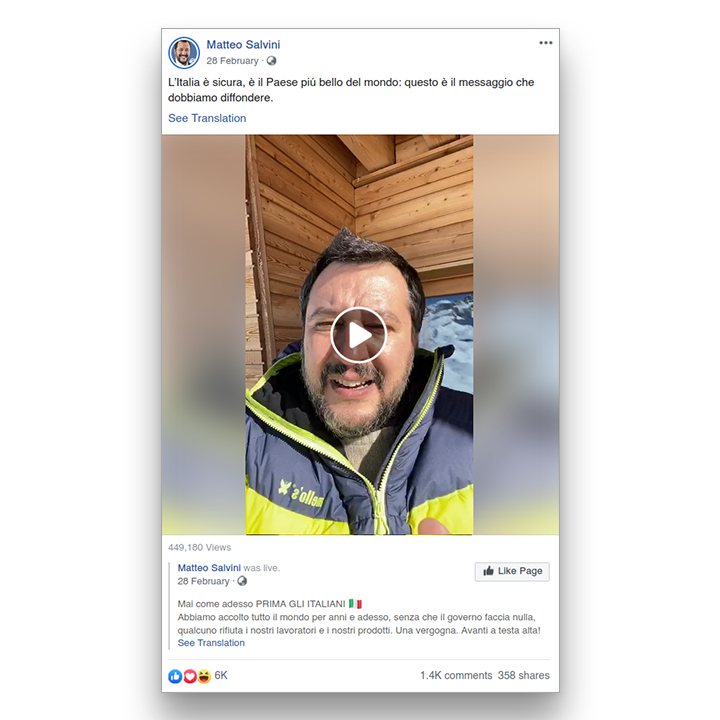 Matteo Salvini
28 February ·
L'Italia è sicura, è il Paese più bello del mondo: questo è il messaggio che
dobbiamo diffondere.
See Translation
mello's
449,180 Views
Matteo Salvini was live.
28 February ·
Like Page
Mai come adesso PRIMA GLI ITALIANI 🇮🇹
Abbiamo accolto tutto il mondo per anni e adesso, senza che il governo faccia nulla,
qualcuno rifiuta i nostri lavoratori e i nostri prodotti. Una vergogna. Avanti a testa alta!
See Translation
6K
1.4K comments 358 shares